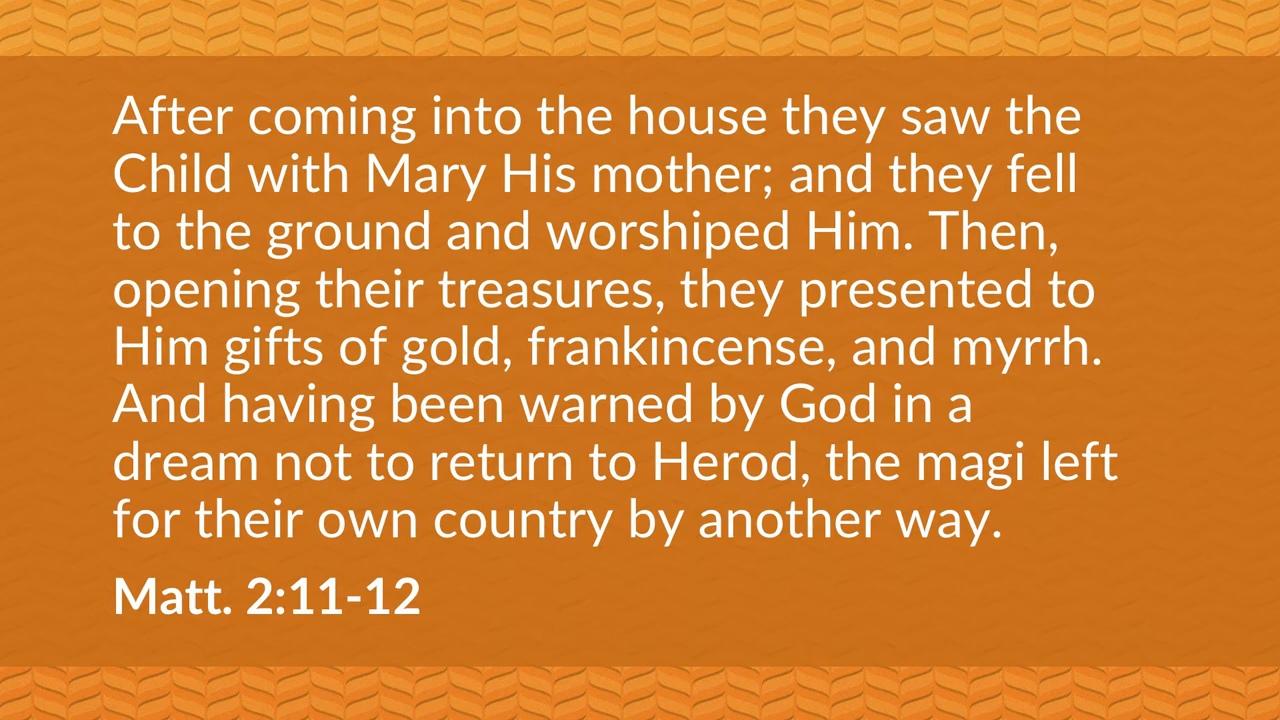 After coming into the house they saw the
Child with Mary His mother; and they fell
to the ground and worshiped Him. Then,
opening their treasures, they presented to
Him gifts of gold, frankincense, and myrrh.
And having been warned by God in a
dream not to return to Herod, the magi left
for their own country by another way.
Matt. 2:11-12